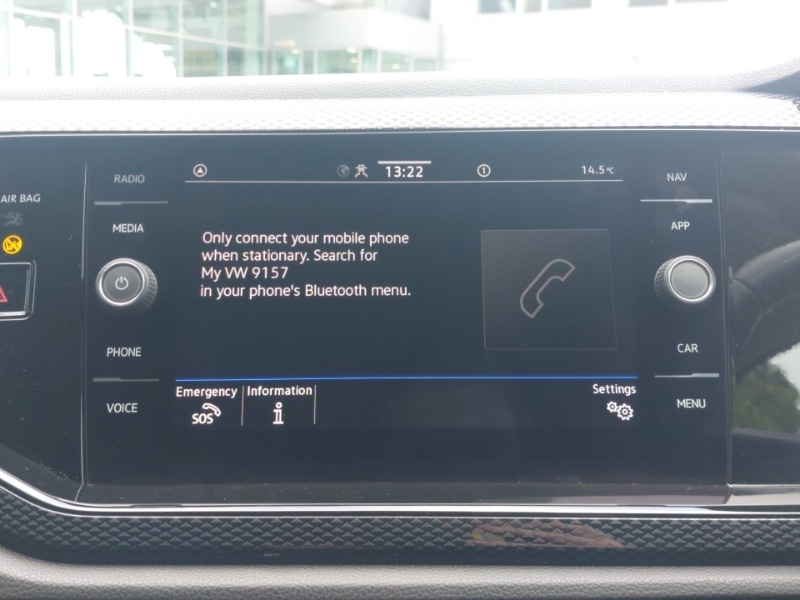 AIR BAG
RADIO
MEDIA
PHONE
VOICE
13:22
1
14.5°C
Only connect your mobile phone
when stationary. Search for
My VW 9157
in your phone's Bluetooth menu.
Emergency
SOS
Information
i
Settings
NAV
APP
CAR
MENU